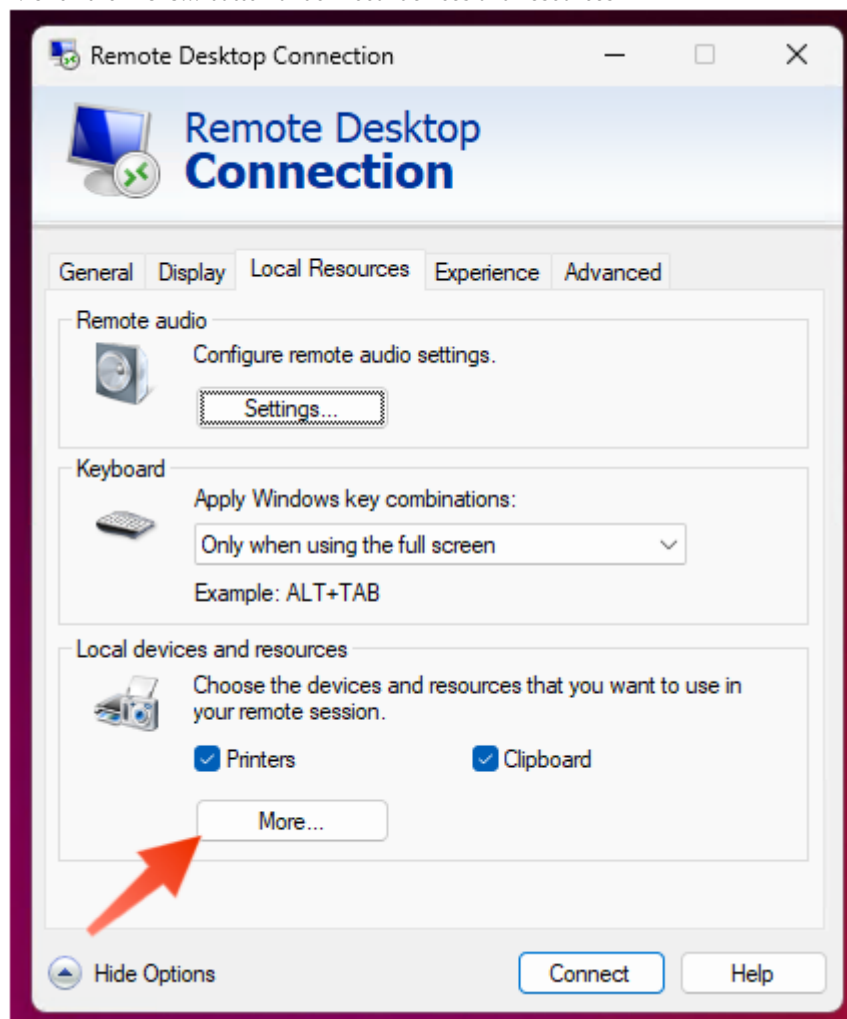 Remote Desktop Connection
Remote Desktop
Connection
General Display Local Resources Experience Advanced
Remote audio
Configure remote audio settings.
Settings...
Keyboard
Apply Windows key combinations:
Only when using the full screen
Example: ALT+TAB
Local devices and resources
Choose the devices and resources that you want to use in
your remote session.
Printers Clipboard
More...
Hide Options Connect Help